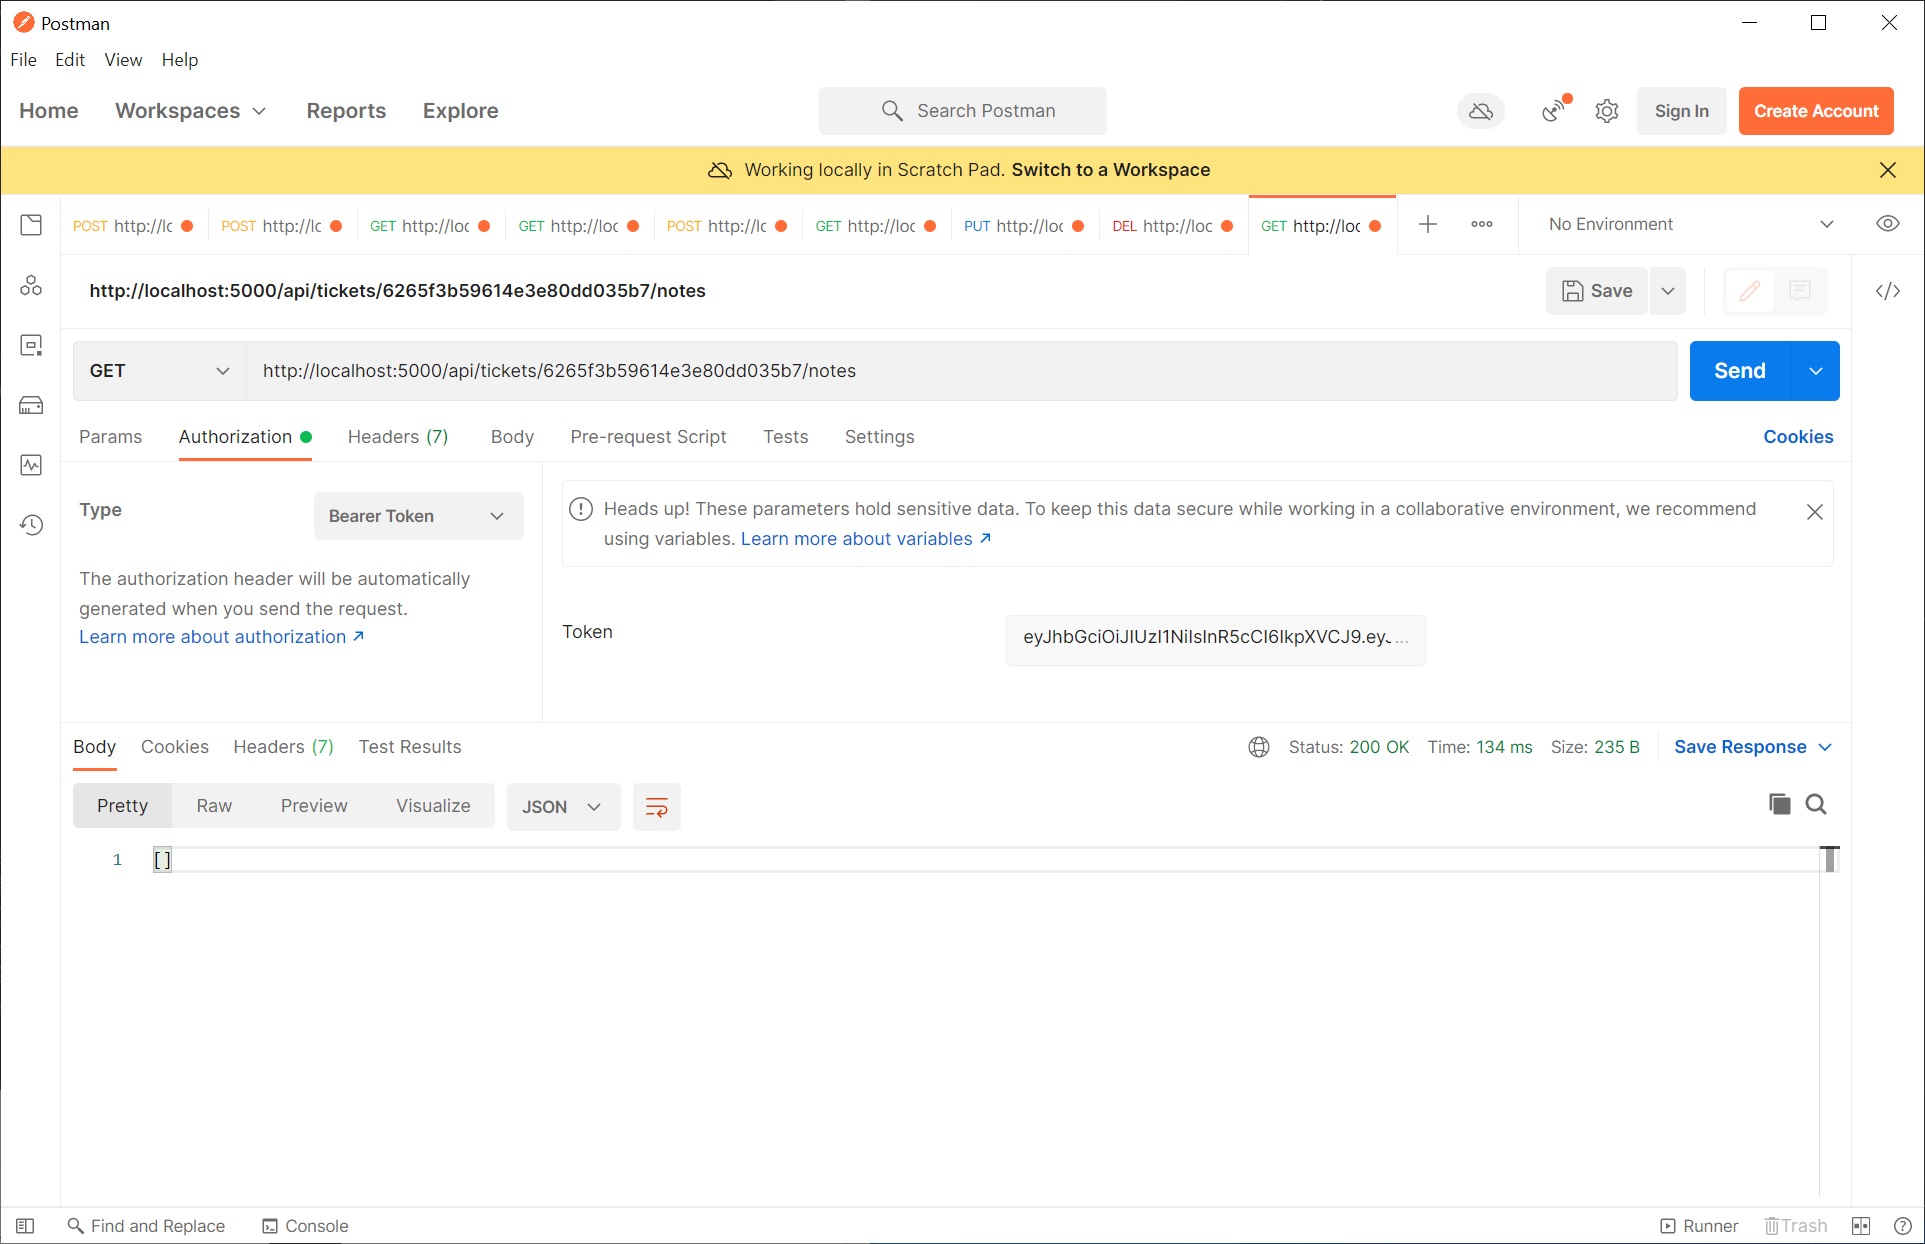 Postman
File Edit View Help
Home Workspaces Reports Explore Search Postman Sign In Create Account
Working locally in Scratch Pad. Switch to a Workspace
POST http://lc POST http://lc GET http://loc GET http://loc POST http://lc GET http://loc PUT http://loc DEL http://loc GET http://loc No Environment
http://localhost:5000/api/tickets/6265f3b59614e3e80dd035b7/notes Save
GET http://localhost:5000/api/tickets/6265f3b59614e3e80dd035b7/notes Send
Params Authorization Headers (7) Body Pre-request Script Tests Settings Cookies
Type Bearer Token
The authorization header will be automatically
generated when you send the request.
Learn more about authorization
Heads up! These parameters hold sensitive data. To keep this data secure while working in a collaborative environment, we recommend
using variables. Learn more about variables
Token eyJhbGciOiJIUzI1NiIsInR5cCI6IkpXVCJ9.eyJ...
Body Cookies Headers (7) Test Results Status: 200 OK Time: 134 ms Size: 235 B Save Response
Pretty Raw Preview Visualize JSON
1 []
Find and Replace Console Runner Trash